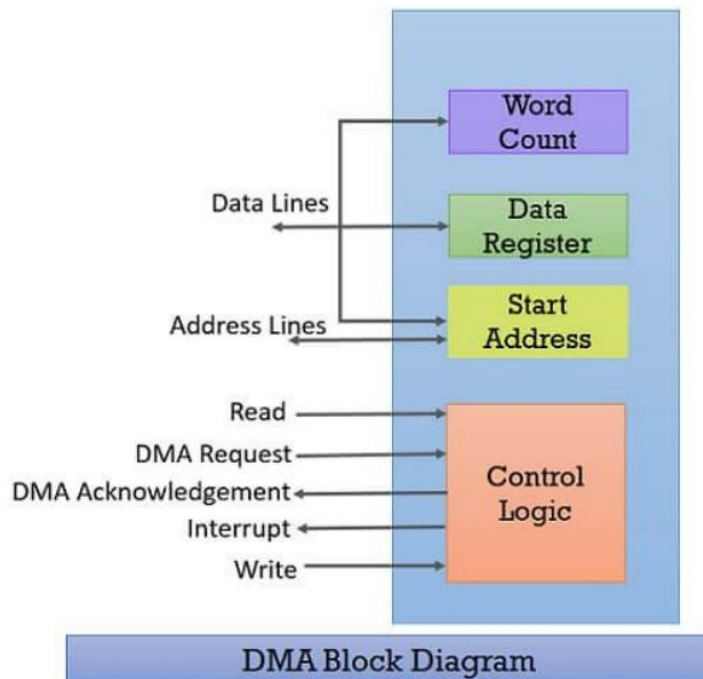 Word
Count
Data Lines
Data
Register
Address Lines
Start
Address
Read
DMA Request
DMA Acknowledgement
Interrupt
Write
Control
Logic
DMA Block Diagram